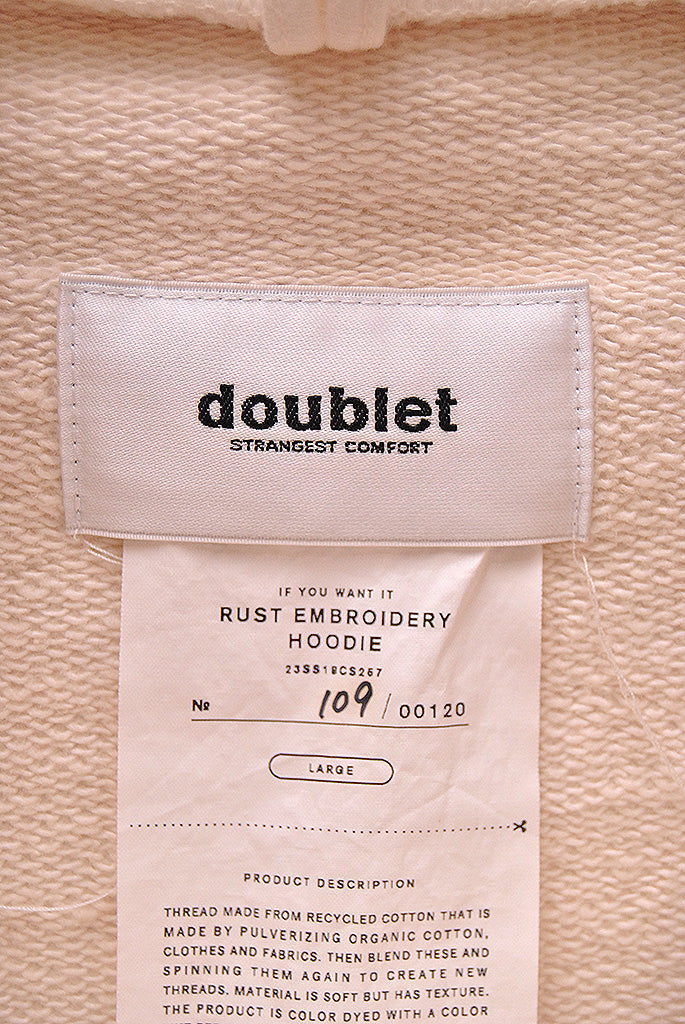 doublet
STRANGEST COMFORT
IF YOU WANT IT
RUST EMBROIDERY
HOODIE
23SS18CS257
№ 109 / 00120
LARGE
PRODUCT DESCRIPTION
THREAD MADE FROM RECYCLED COTTON THAT IS
MADE BY PULVERIZING ORGANIC COTTON,
CLOTHES AND FABRICS. THEN BLEND THESE AND
SPINNING THEM AGAIN TO CREATE NEW
THREADS. MATERIAL IS SOFT BUT HAS TEXTURE.
THE PRODUCT IS COLOR DYED WITH A COLOR